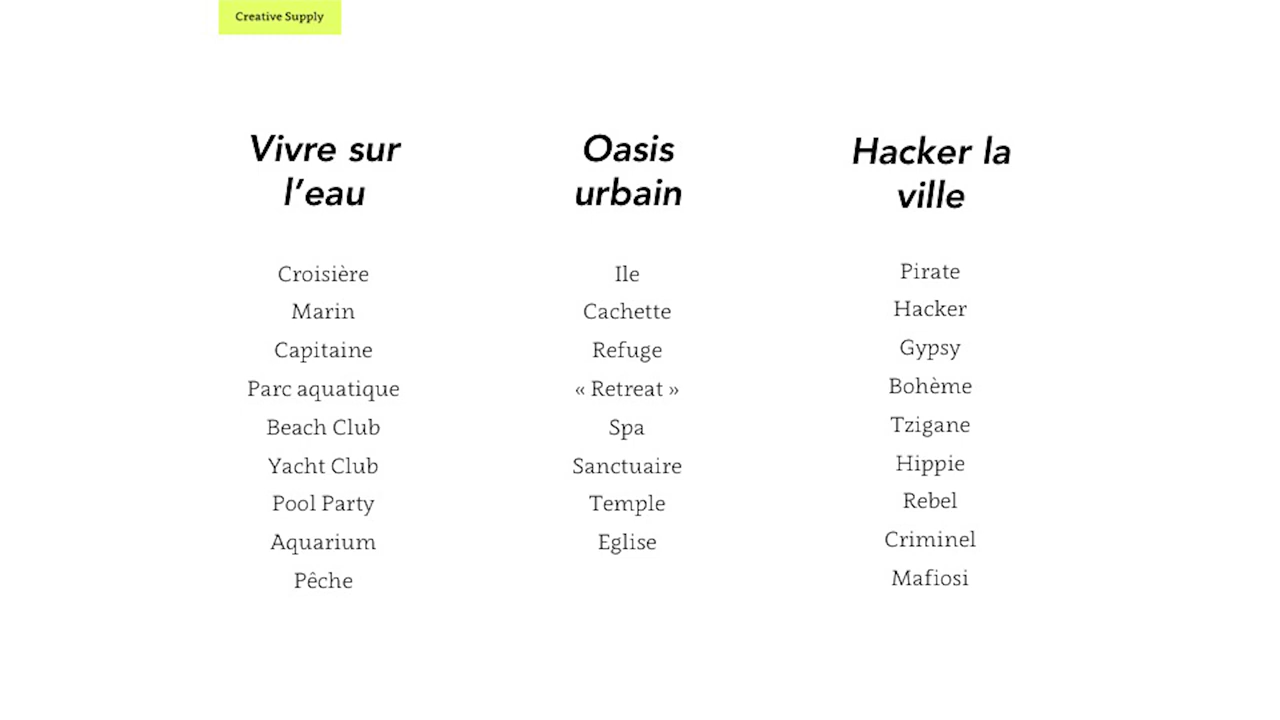 Creative Supply
Vivre sur
l'eau
Croisière
Marin
Capitaine
Parc aquatique
Beach Club
Yacht Club
Pool Party
Aquarium
Pêche
Oasis
urbain
Ile
Cachette
Refuge
« Retreat »
Spa
Sanctuaire
Temple
Eglise
Hacker la
ville
Pirate
Hacker
Gypsy
Bohème
Tzigane
Hippie
Rebel
Criminel
Mafiosi